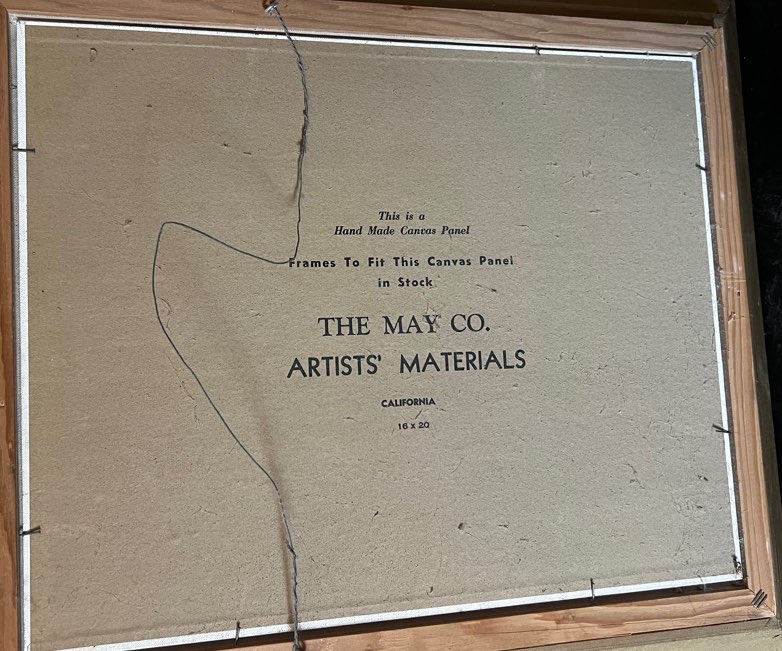 This is a
Hand Made Canvas Panel
Frames To Fit This Canvas Panel
in Stock
THE MAY CO.
ARTISTS' MATERIALS
CALIFORNIA
16 x 20